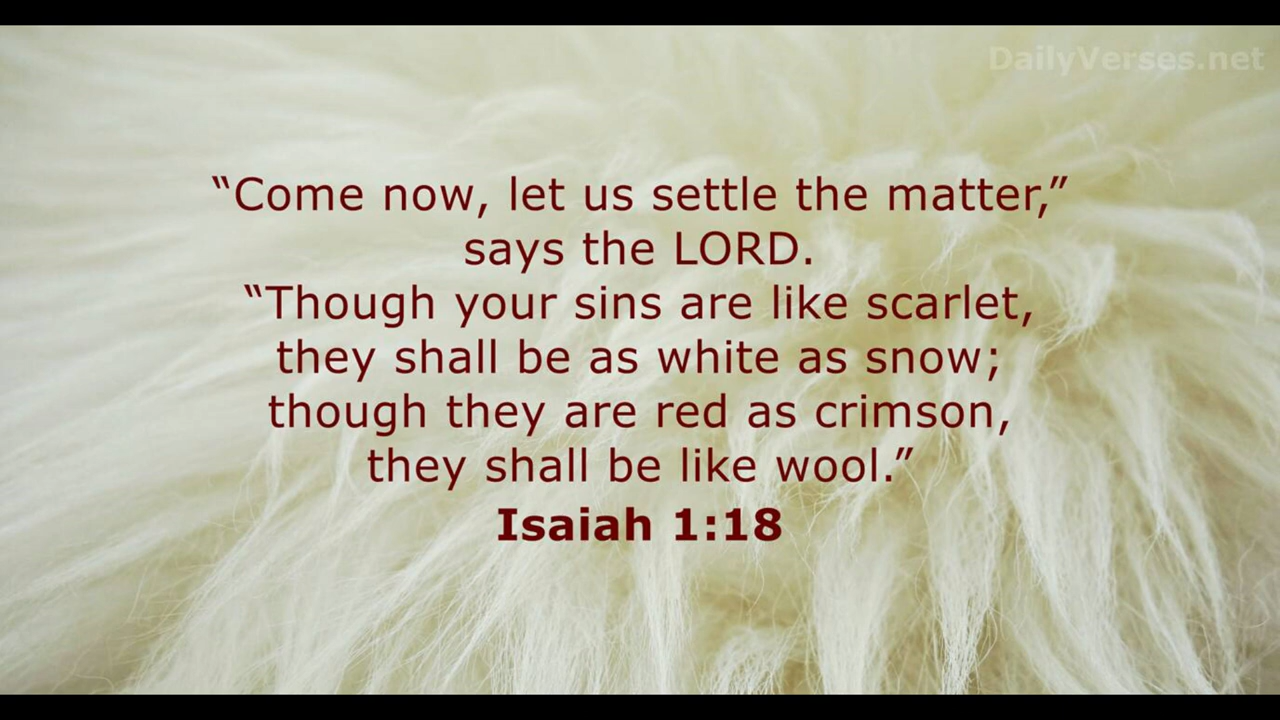 DailyVerses.net
“Come now, let us settle the matter,”
says the LORD.
“Though your sins are like scarlet,
they shall be as white as snow;
though they are red as crimson,
they shall be like wool.”
Isaiah 1:18